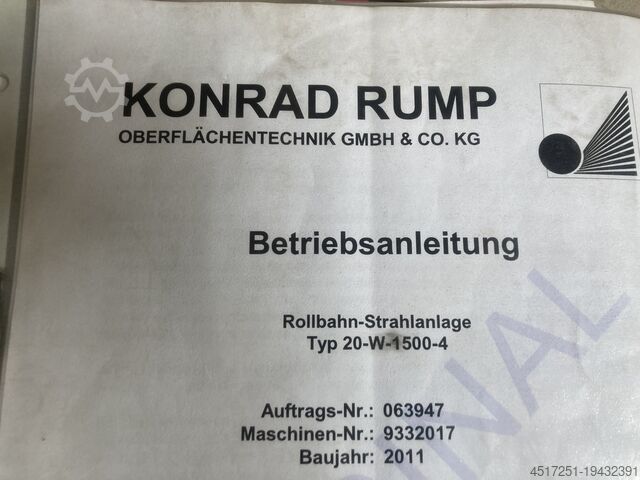 KONRAD RUMP
OBERFLÄCHENTECHNIK GMBH & CO. KG
Betriebsanleitung
Rollbahn-Strahlanlage
Typ 20-W-1500-4
Auftrags-Nr.: 063947
Maschinen-Nr.: 9332017
Baujahr: 2011
4517251-19432391